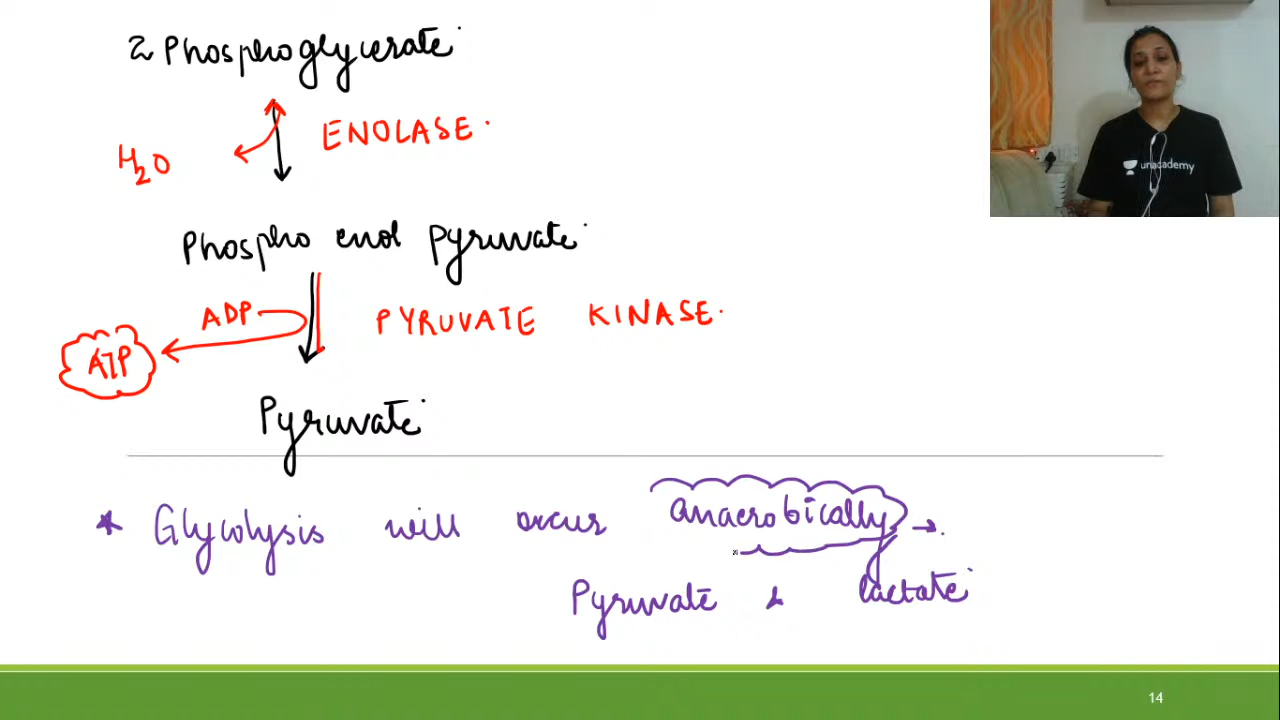 2 Phosphoglycerate
H2O
ENOLASE.
Phospho enol Pyruvate
ADP
PYRUVATE KINASE.
ATP
Pyruvate
* Glycolysis will occur anaerobically →
Pyruvate & lactate
unacademy
14